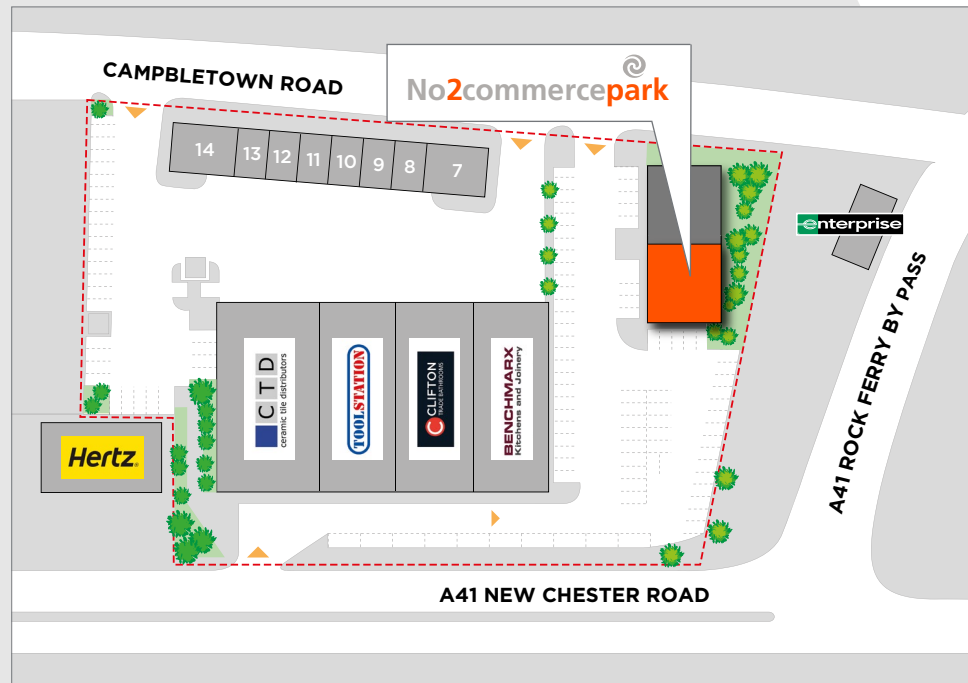 CAMPBLETOWN ROAD
No2commercepark
14 13 12 11 10 9 8 7
enterprise
A41 ROCK FERRY BY PASS
CTD
ceramic tile distributors
TOOLSTATION
CLIFTON
TRADE BATHROOMS
BENCHMARX
Kitchens and Joinery
Hertz
A41 NEW CHESTER ROAD